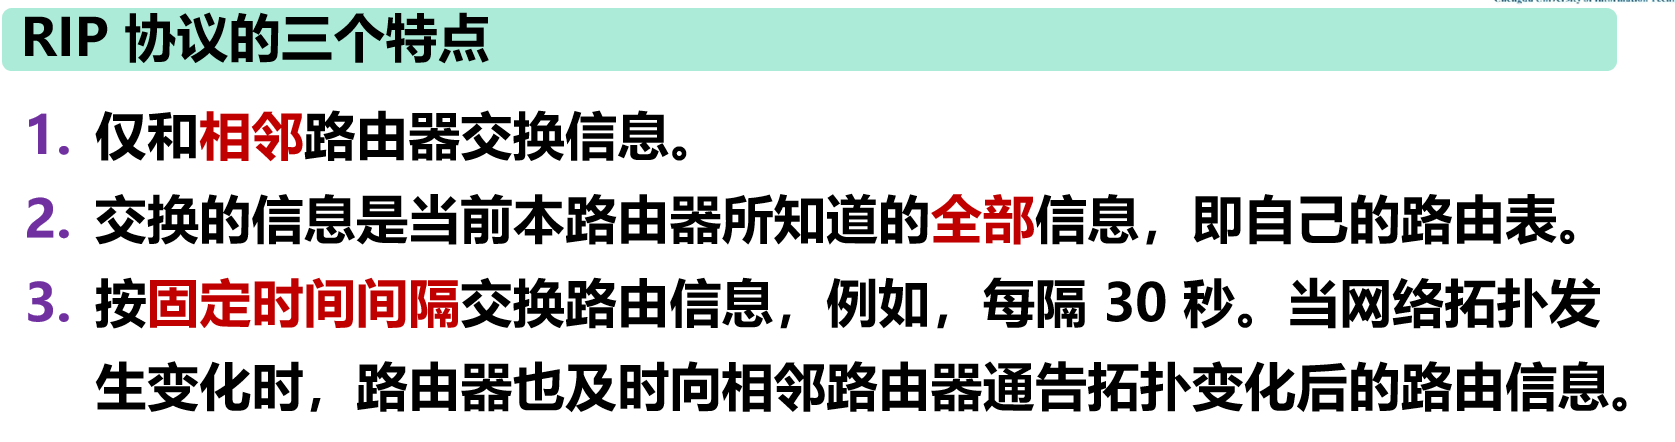 RIP 协议的三个特点
1. 仅和相邻路由器交换信息。
2. 交换的信息是当前本路由器所知道的全部信息，即自己的路由表。
3. 按固定时间间隔交换路由信息，例如，每隔 30 秒。当网络拓扑发
生变化时，路由器也及时向相邻路由器通告拓扑变化后的路由信息。